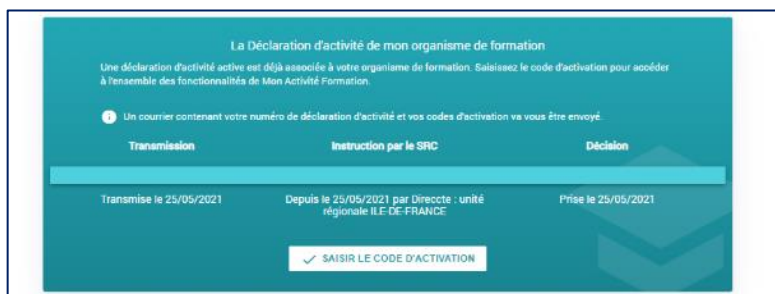 La Déclaration d'activité de mon organisme de formation
Une déclaration d'activité active est déjà associée à votre organisme de formation. Saisissez le code d'activation pour accéder
à l'ensemble des fonctionnalités de Mon Activité Formation.
Un courrier contenant votre numéro de déclaration d'activité et vos codes d'activation va vous être envoyé.
Transmission Instruction par le SRC Décision
Transmise le 25/05/2021 Depuis le 25/05/2021 par Direccte : unité Prise le 25/05/2021
régionale ILE-DE-FRANCE
SAISIR LE CODE D'ACTIVATION